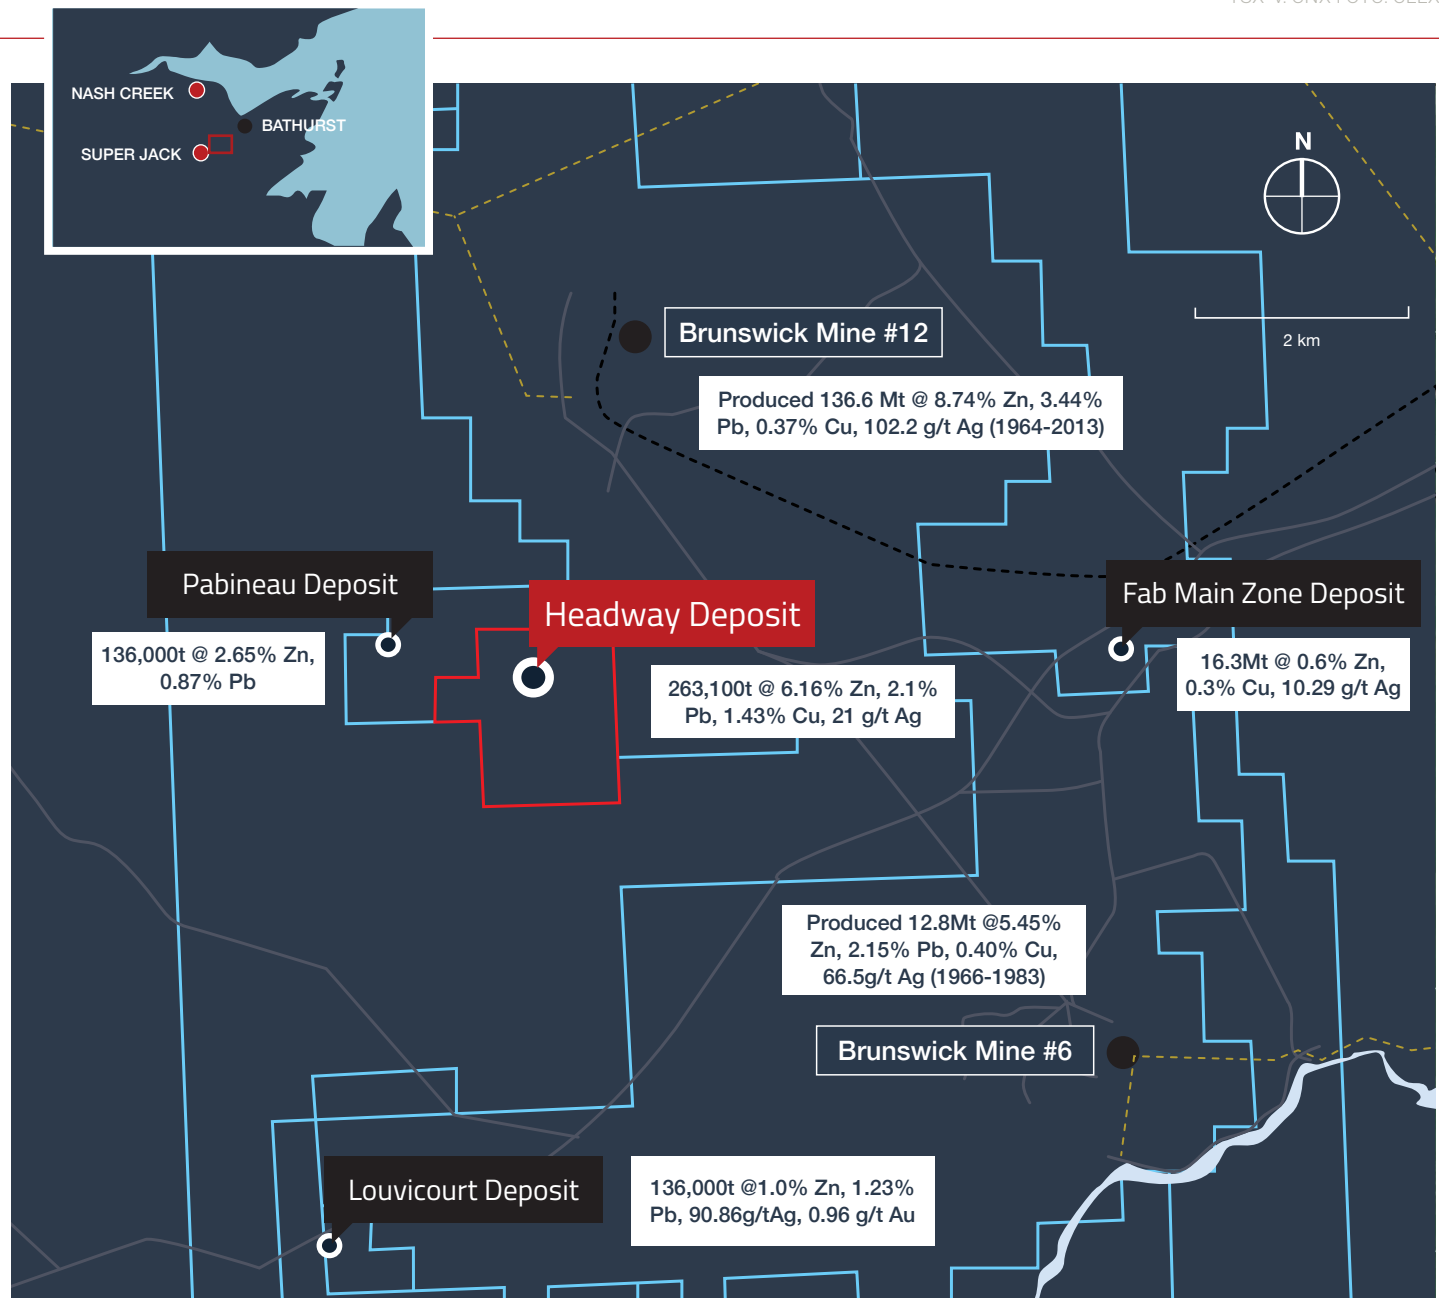 NASH CREEK
BATHURST
SUPER JACK
N
2 km
Brunswick Mine #12
Produced 136.6 Mt @ 8.74% Zn, 3.44%
Pb, 0.37% Cu, 102.2 g/t Ag (1964-2013)
Pabineau Deposit
136,000t @ 2.65% Zn,
0.87% Pb
Headway Deposit
263,100t @ 6.16% Zn, 2.1%
Pb, 1.43% Cu, 21 g/t Ag
Fab Main Zone Deposit
16.3Mt @ 0.6% Zn,
0.3% Cu, 10.29 g/t Ag
Produced 12.8Mt @5.45%
Zn, 2.15% Pb, 0.40% Cu,
66.5g/t Ag (1966-1983)
Brunswick Mine #6
Louvicourt Deposit
136,000t @1.0% Zn, 1.23%
Pb, 90.86g/tAg, 0.96 g/t Au